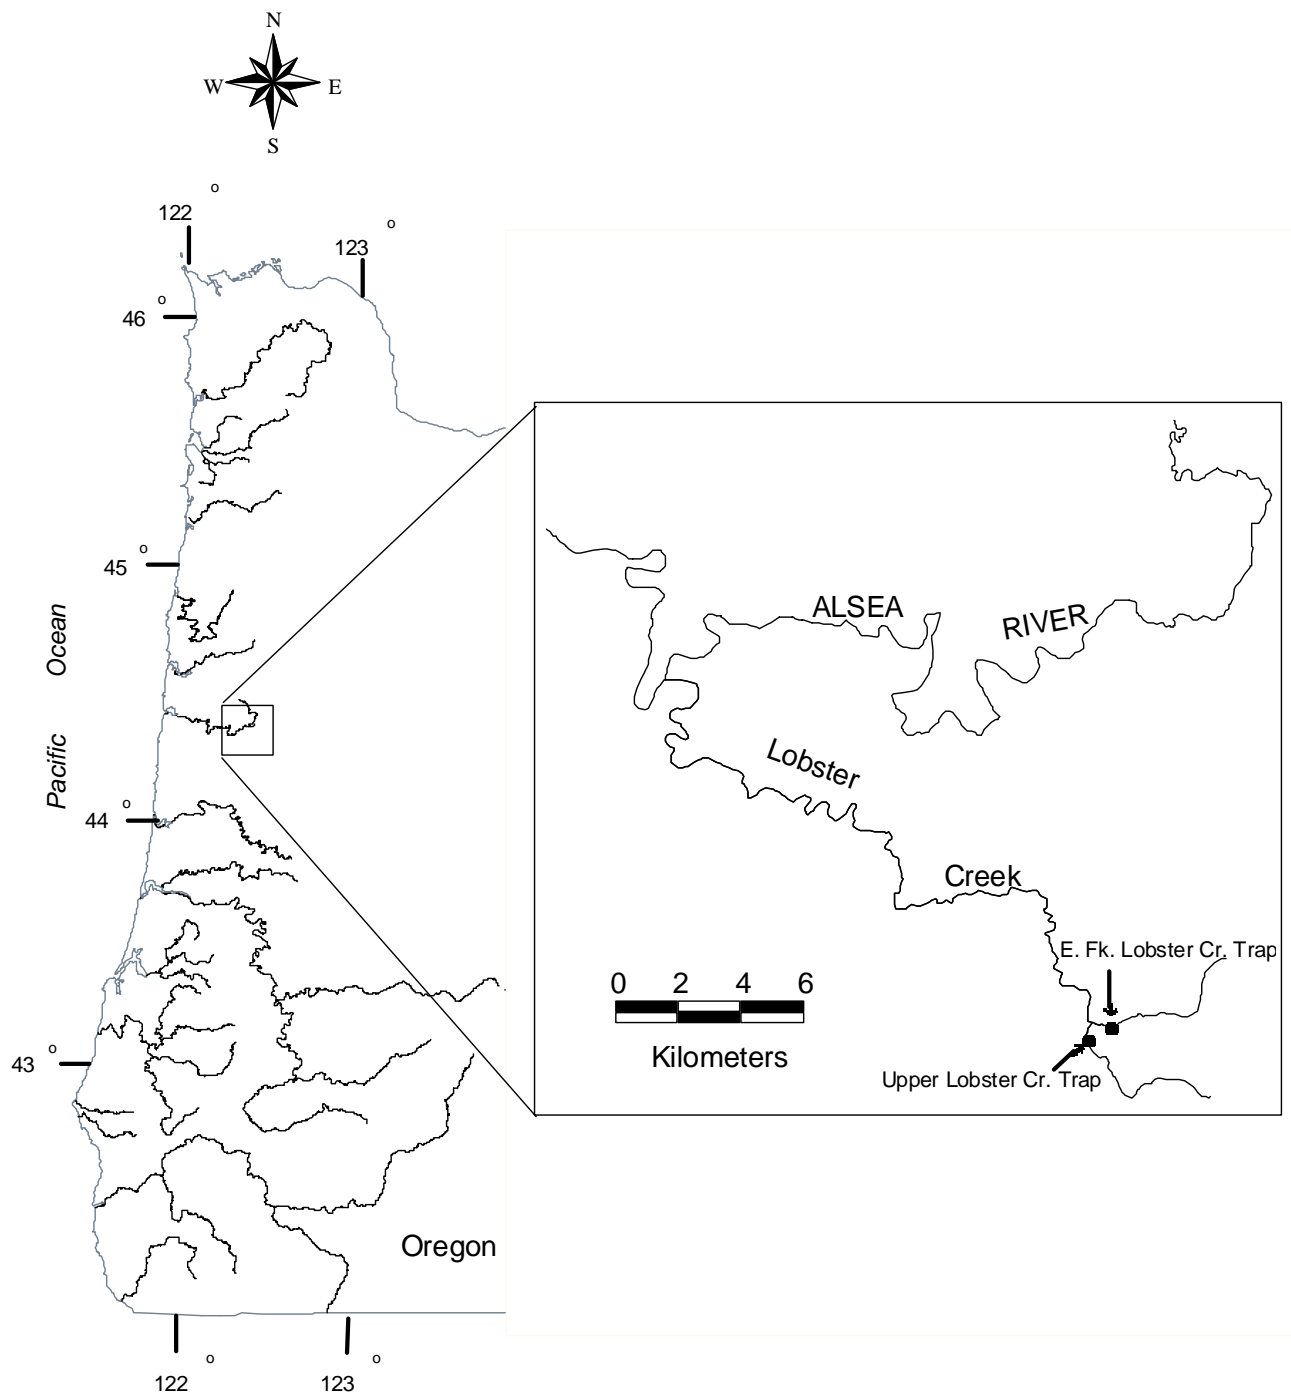 N
W
E
S
o
122
o
123
o
46
o
45
Pacific Ocean
o
44
o
43
Oregon
o
122
o
123
ALSEA
RIVER
Lobster
Creek
E. Fk. Lobster Cr. Trap
0 2 4 6
Kilometers
Upper Lobster Cr. Trap